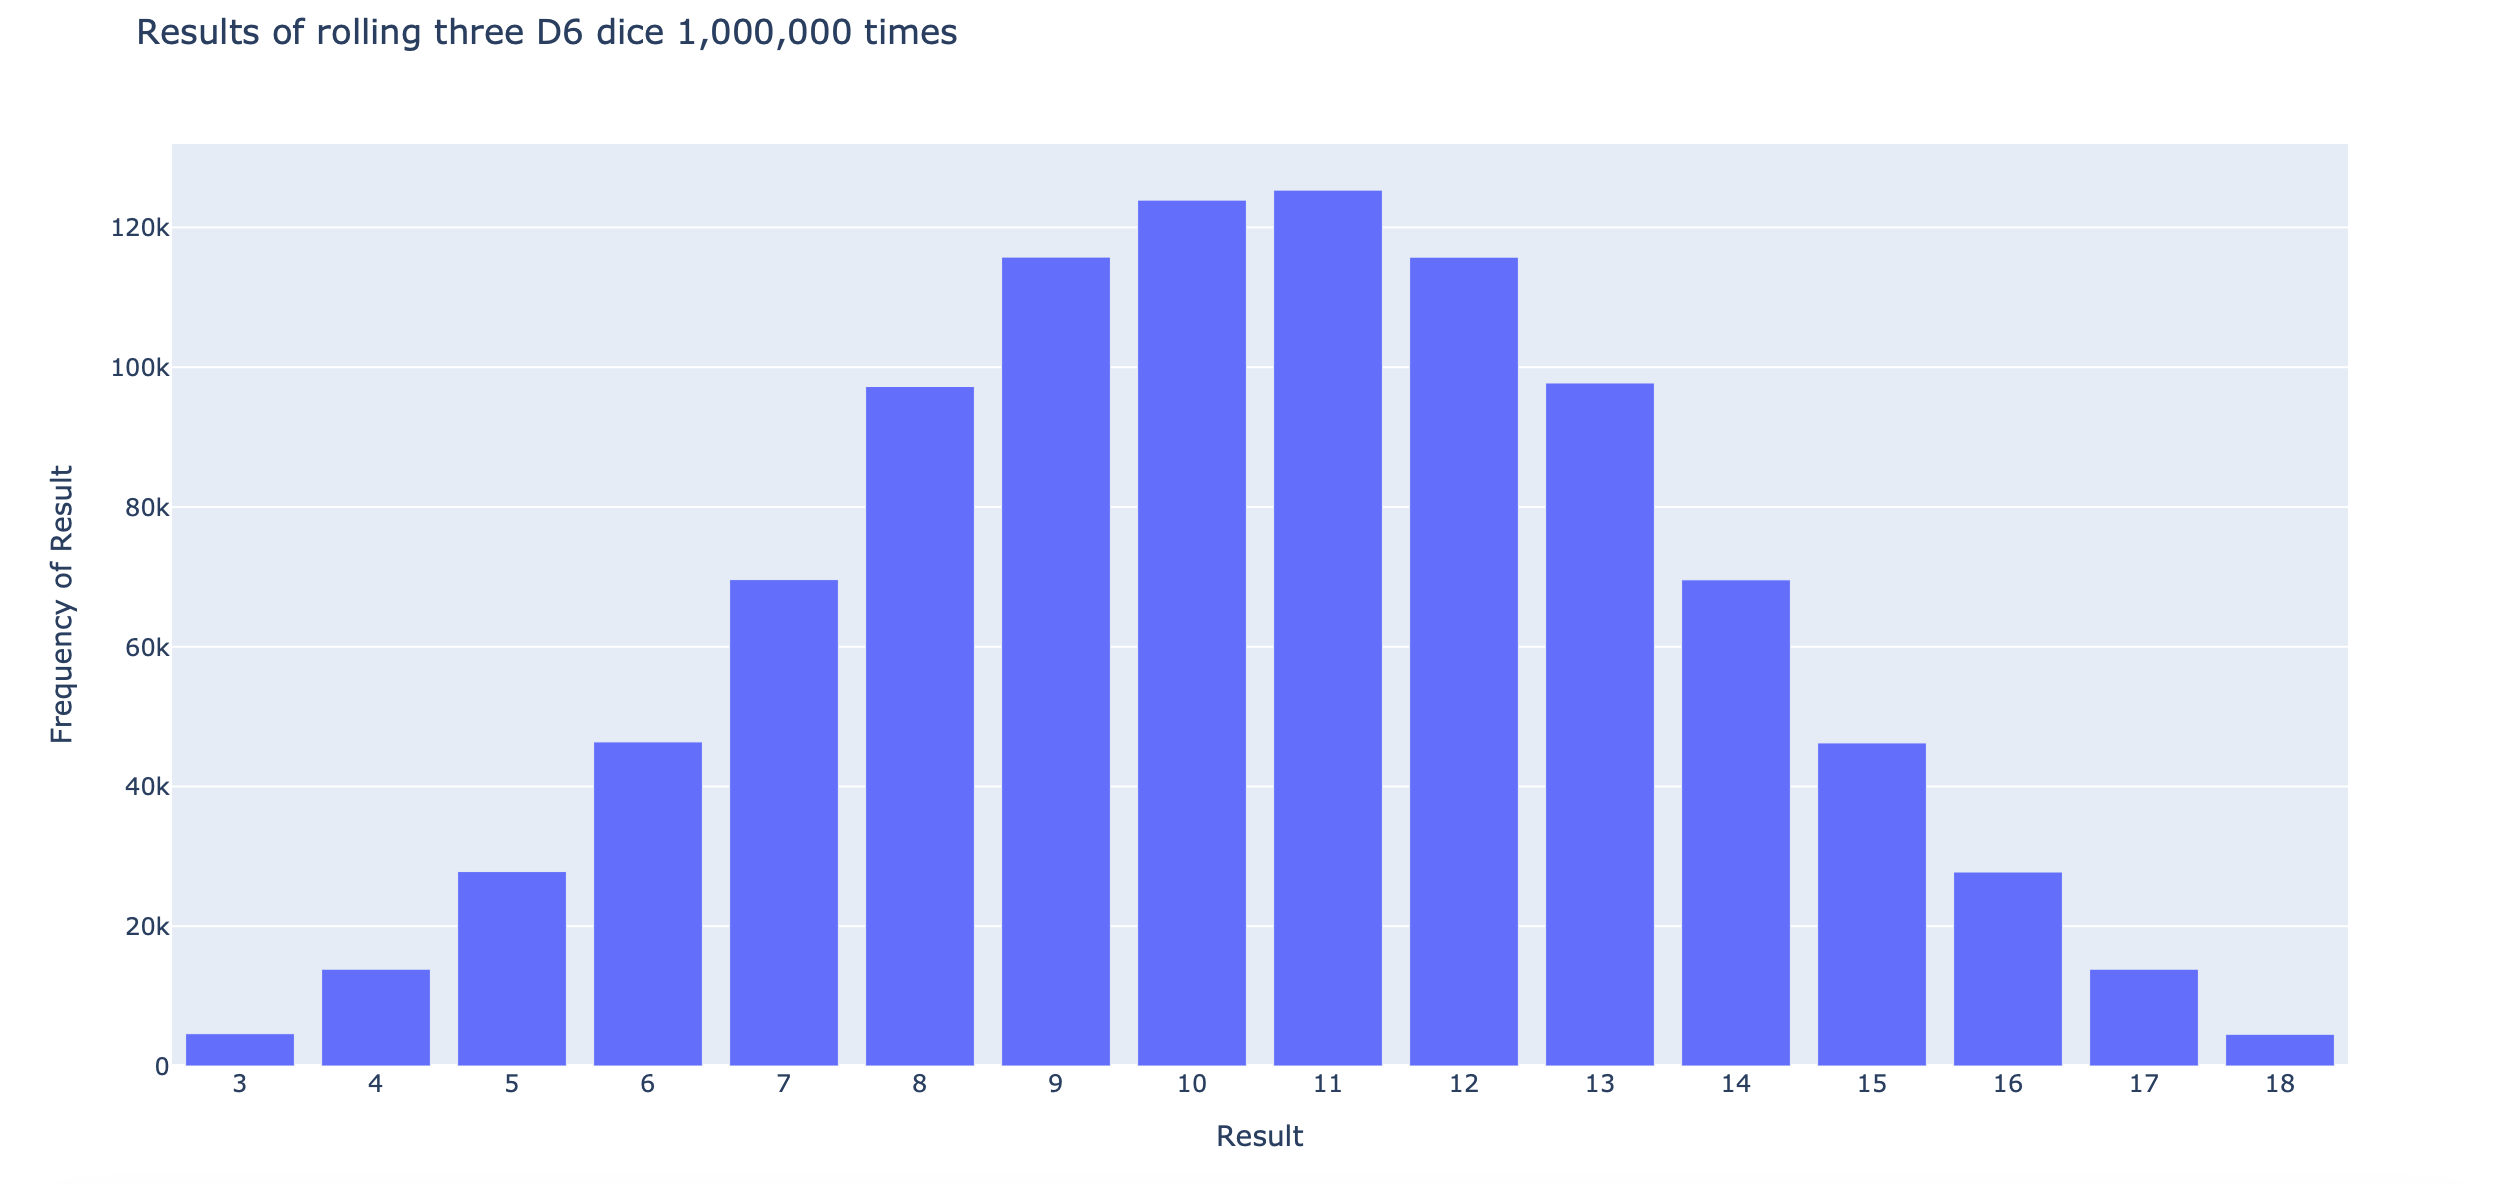 Results of rolling three D6 dice 1,000,000 times
120k
100k
80k
60k
40k
20k
0
Frequency of Result
3 4 5 6 7 8 9 10 11 12 13 14 15 16 17 18
Result